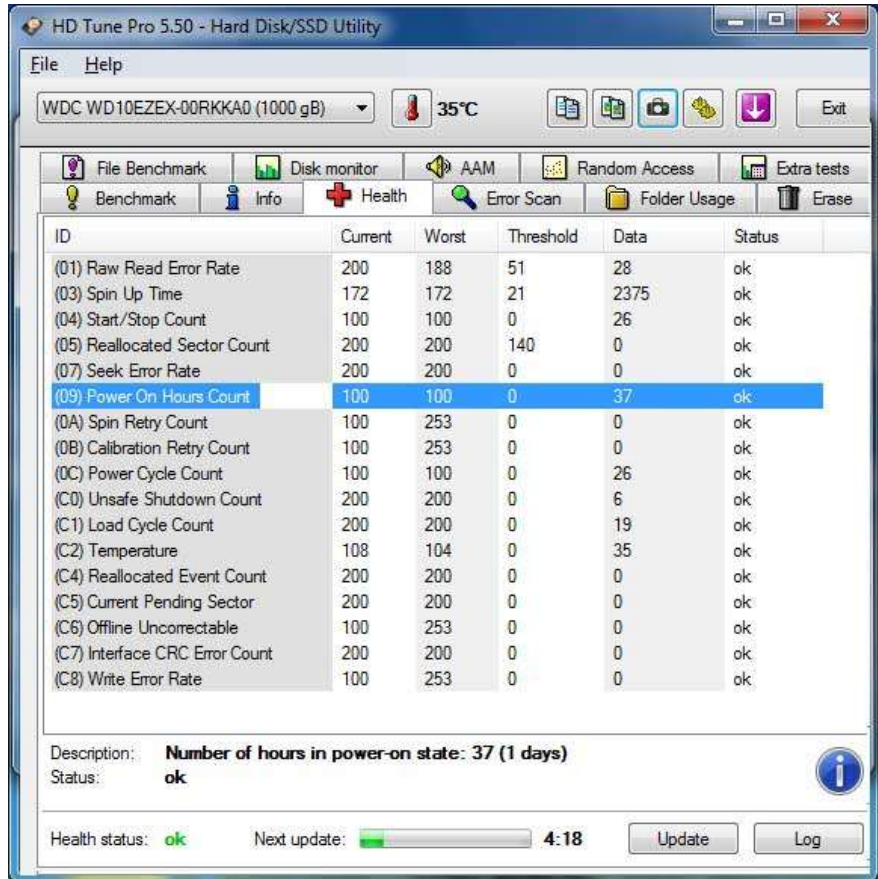 HD Tune Pro 5.50 - Hard Disk/SSD Utility
File Help
WDC WD10EZEX-00RKKA0 (1000 gB) 35°C Exit
File Benchmark Disk monitor AAM Random Access Extra tests
Benchmark Info Health Error Scan Folder Usage Erase
ID Current Worst Threshold Data Status
(01) Raw Read Error Rate 200 188 51 28 ok
(03) Spin Up Time 172 172 21 2375 ok
(04) Start/Stop Count 100 100 0 26 ok
(05) Reallocated Sector Count 200 200 140 0 ok
(07) Seek Error Rate 200 200 0 0 ok
(09) Power On Hours Count 100 100 0 37 ok
(0A) Spin Retry Count 100 253 0 0 ok
(0B) Calibration Retry Count 100 253 0 0 ok
(0C) Power Cycle Count 100 100 0 26 ok
(C0) Unsafe Shutdown Count 200 200 0 6 ok
(C1) Load Cycle Count 200 200 0 19 ok
(C2) Temperature 108 104 0 35 ok
(C4) Reallocated Event Count 200 200 0 0 ok
(C5) Current Pending Sector 200 200 0 0 ok
(C6) Offline Uncorrectable 100 253 0 0 ok
(C7) Interface CRC Error Count 200 200 0 0 ok
(C8) Write Error Rate 100 253 0 0 ok
Description: Number of hours in power-on state: 37 (1 days)
Status: ok
Health status: ok Next update: 4:18 Update Log